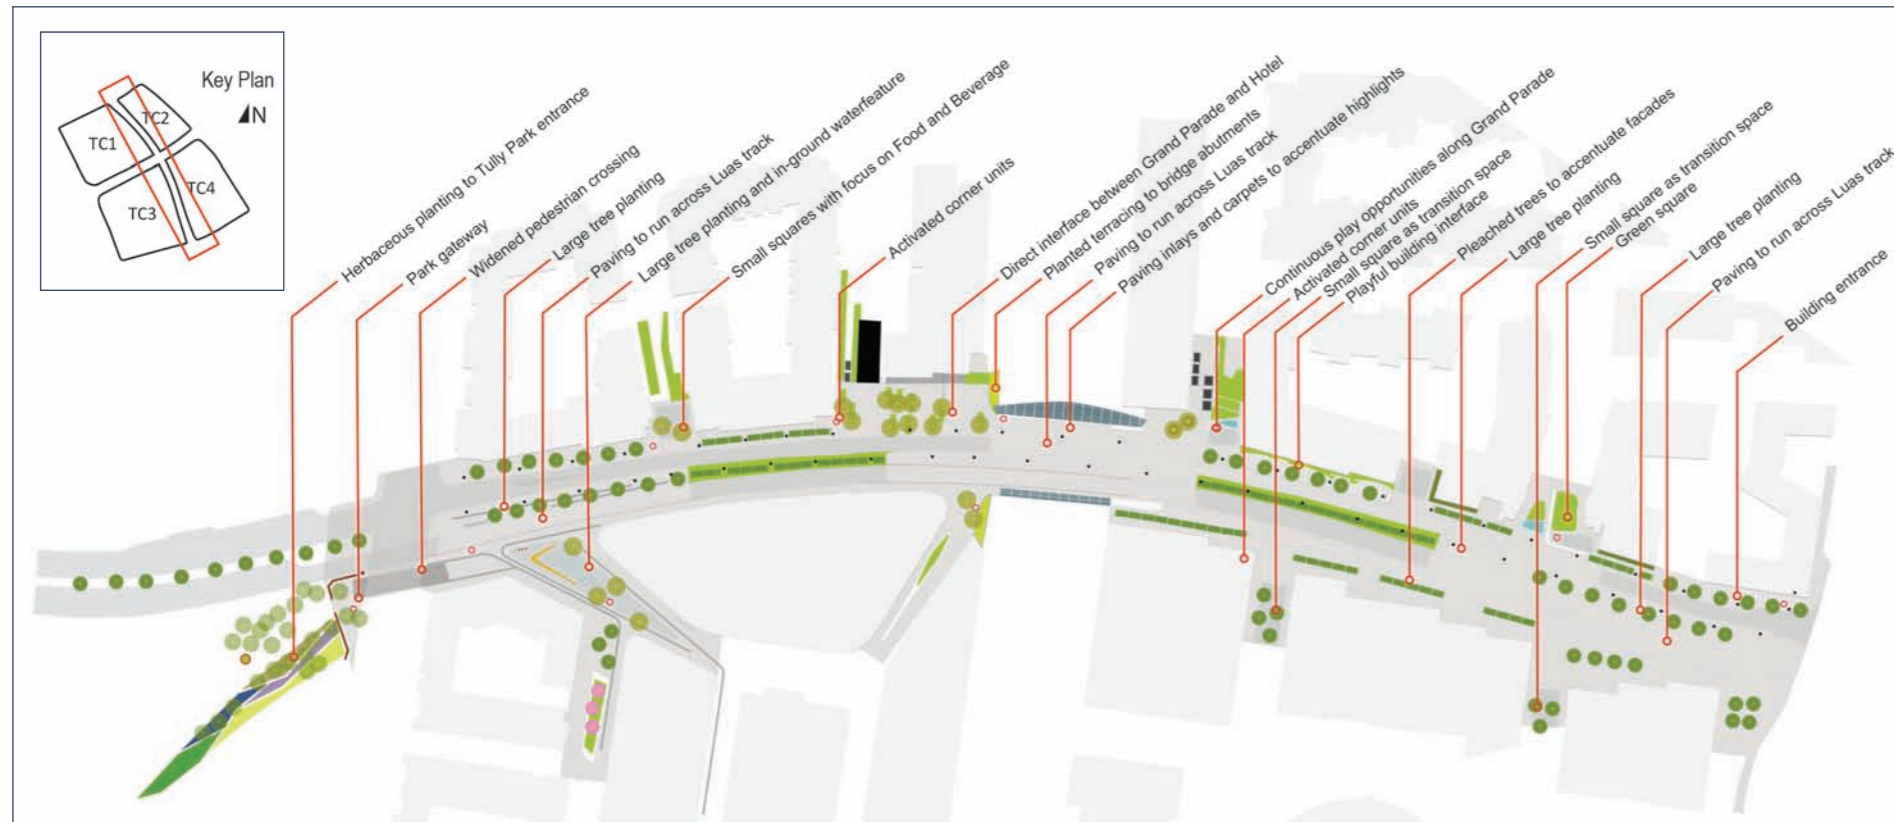 Key Plan
N
TC1
TC2
TC3
TC4
Herbaceous planting to Tully Park entrance
Park gateway
Widened pedestrian crossing
Large tree planting
Paving to run across Luas track
Large tree planting and in-ground waterfeature
Small squares with focus on Food and Beverage
Activated corner units
Direct interface between Grand Parade and Hotel
Planted terracing to bridge abutments
Paving to run across Luas track
Paving inlays and carpets to accentuate highlights
Continuous play opportunities along Grand Parade
Activated corner units
Small square as transition space
Playful building interface
Pleached trees to accentuate facades
Large tree planting
Small square as transition space
Green square
Large tree planting
Paving to run across Luas track
Building entrance